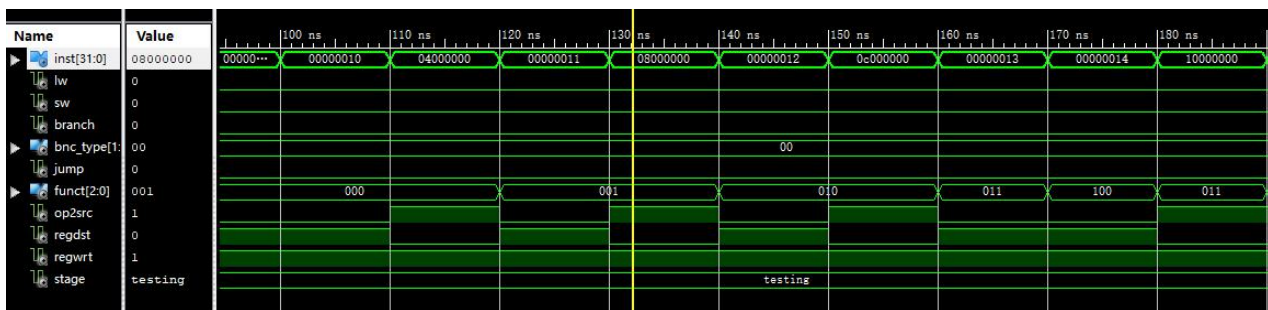 Name Value 100 ns 110 ns 120 ns 130 ns 140 ns 150 ns 160 ns 170 ns 180 ns
inst[31:0] 08000000 00000… 00000010 04000000 00000011 08000000 00000012 0c000000 00000013 00000014 10000000
lw 0
sw 0
branch 0
bnc_type[1: 00 00
jump 0
funct[2:0] 001 000 001 010 011 100 011
op2src 1
regdst 0
regwrt 1
stage testing testing